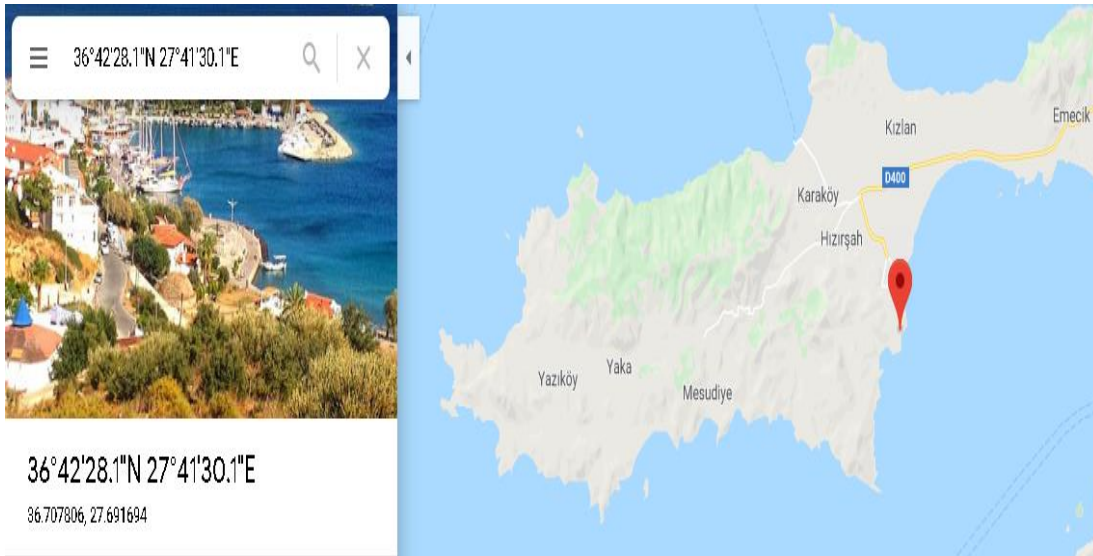 36°42'28.1"N 27°41'30.1"E
36°42'28.1"N 27°41'30.1"E
36.707806, 27.691694
Kızlan
Emecik
D400
Karaköy
Hızırşah
Yaka
Yazıköy
Mesudiye